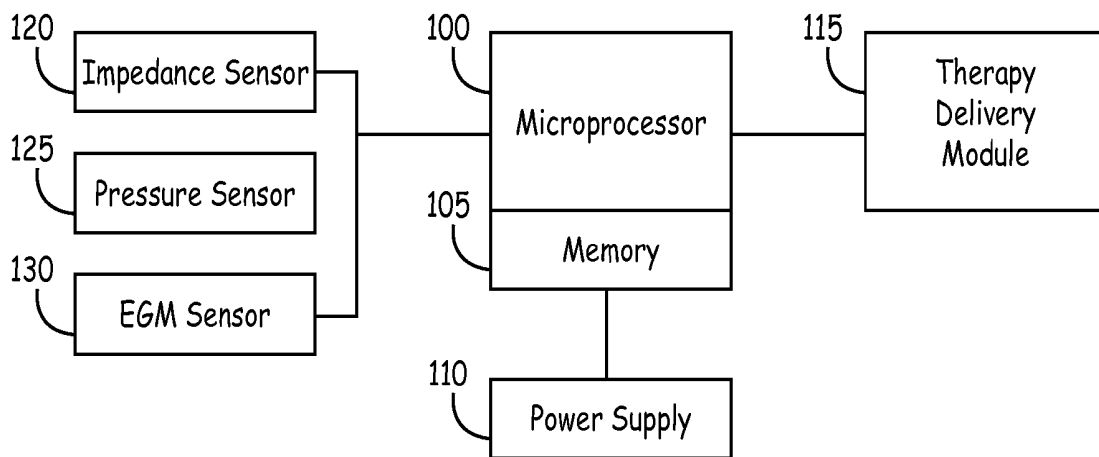 120
Impedance Sensor
125
Pressure Sensor
130
EGM Sensor
100
Microprocessor
105
Memory
110
Power Supply
115
Therapy
Delivery
Module